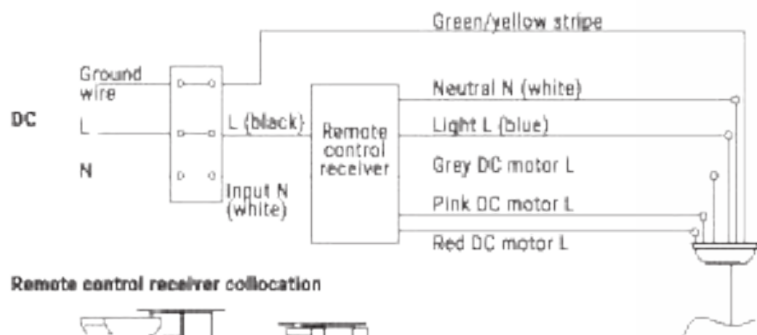 Green/yellow stripe
Ground
wire
Neutral N (white)
DC
L
L (black)
Remote
control
receiver
Light L (blue)
N
Grey DC motor L
Input N
(white)
Pink DC motor L
Red DC motor L
Remote control receiver collocation